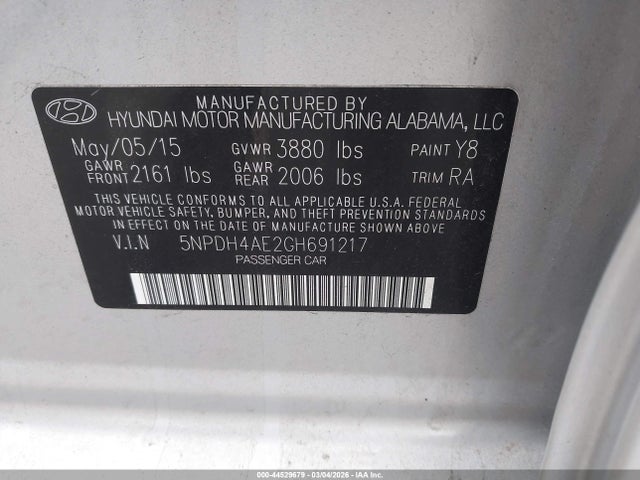 MANUFACTURED BY
HYUNDAI MOTOR MANUFACTURING ALABAMA, LLC
May/05/15 GVWR 3880 lbs PAINT Y8
GAWR FRONT 2161 lbs GAWR REAR 2006 lbs TRIM RA
THIS VEHICLE CONFORMS TO ALL APPLICABLE U.S.A. FEDERAL
MOTOR VEHICLE SAFETY, BUMPER, AND THEFT PREVENTION STANDARDS
IN EFFECT ON THE DATE OF MANUFACTURE SHOWN ABOVE.
V.I.N 5NPDH4AE2GH691217
PASSENGER CAR
000-44529679 - 03/04/2026 - IAAI.COM